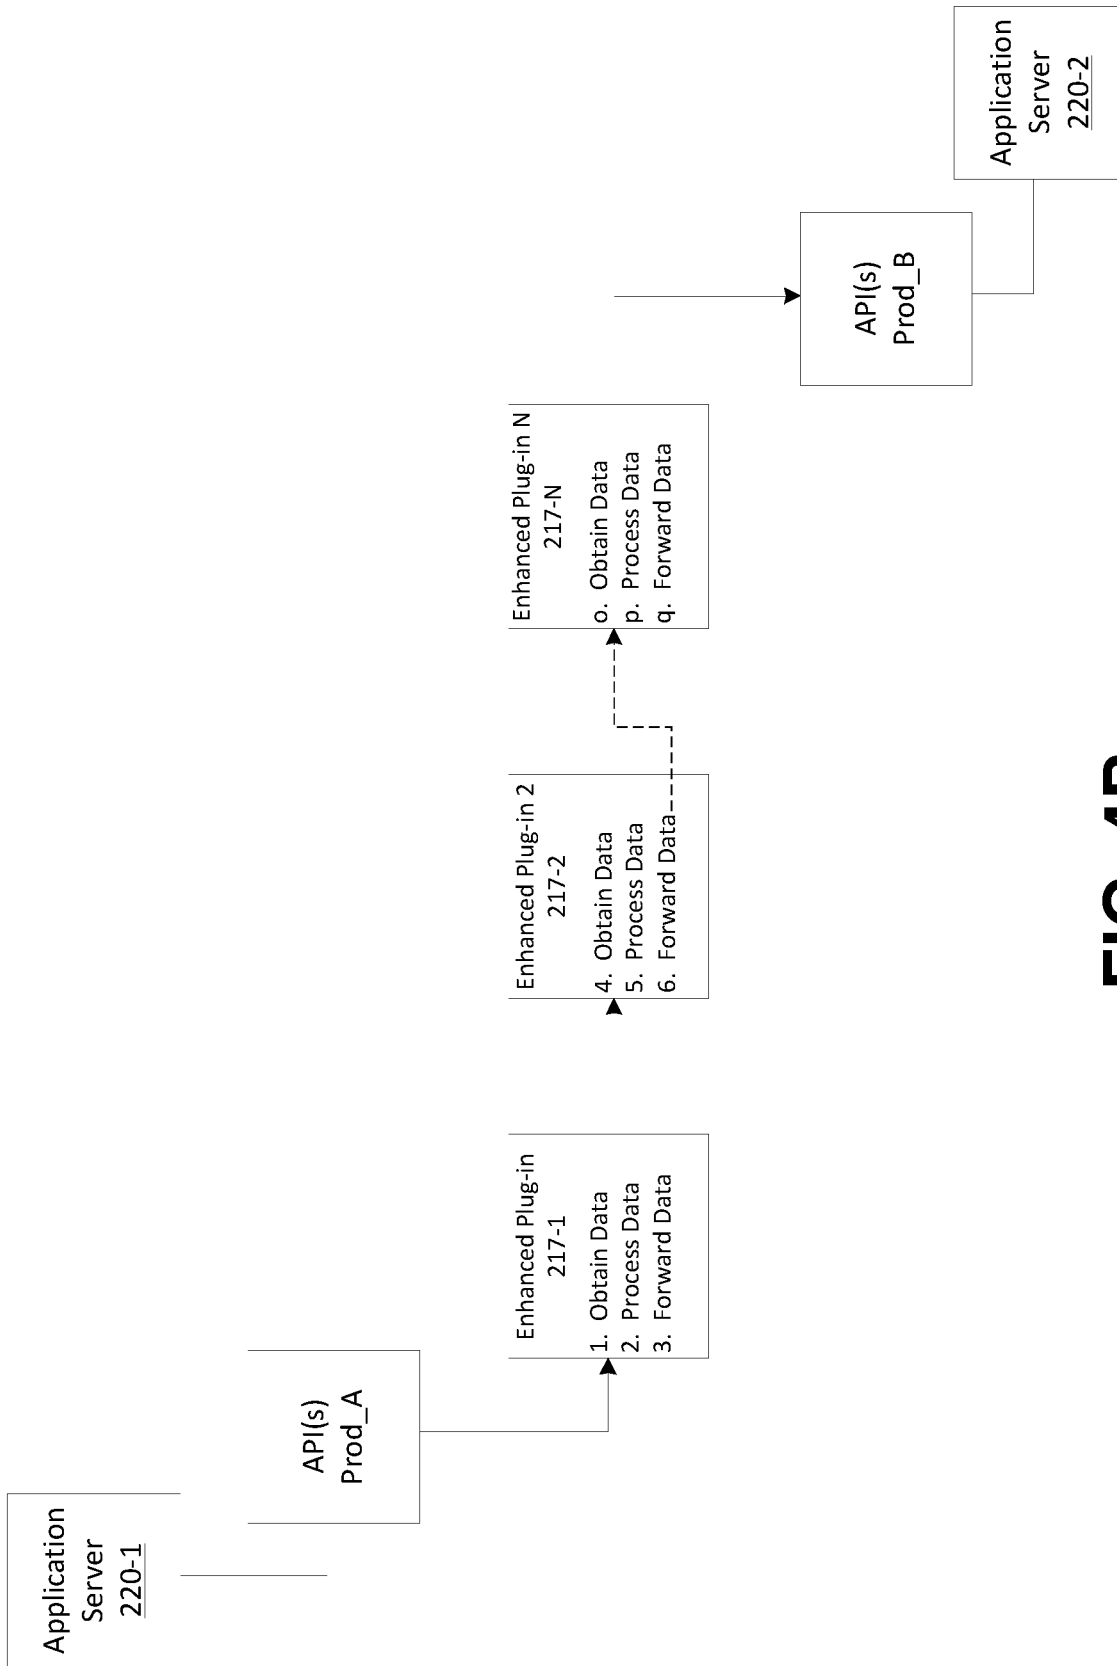 Application
Server
220-1
API(s)
Prod_A
Enhanced Plug-in
217-1
1. Obtain Data
2. Process Data
3. Forward Data
Enhanced Plug-in 2
217-2
4. Obtain Data
5. Process Data
6. Forward Data
Enhanced Plug-in N
217-N
o. Obtain Data
p. Process Data
q. Forward Data
API(s)
Prod_B
Application
Server
220-2
FIG.